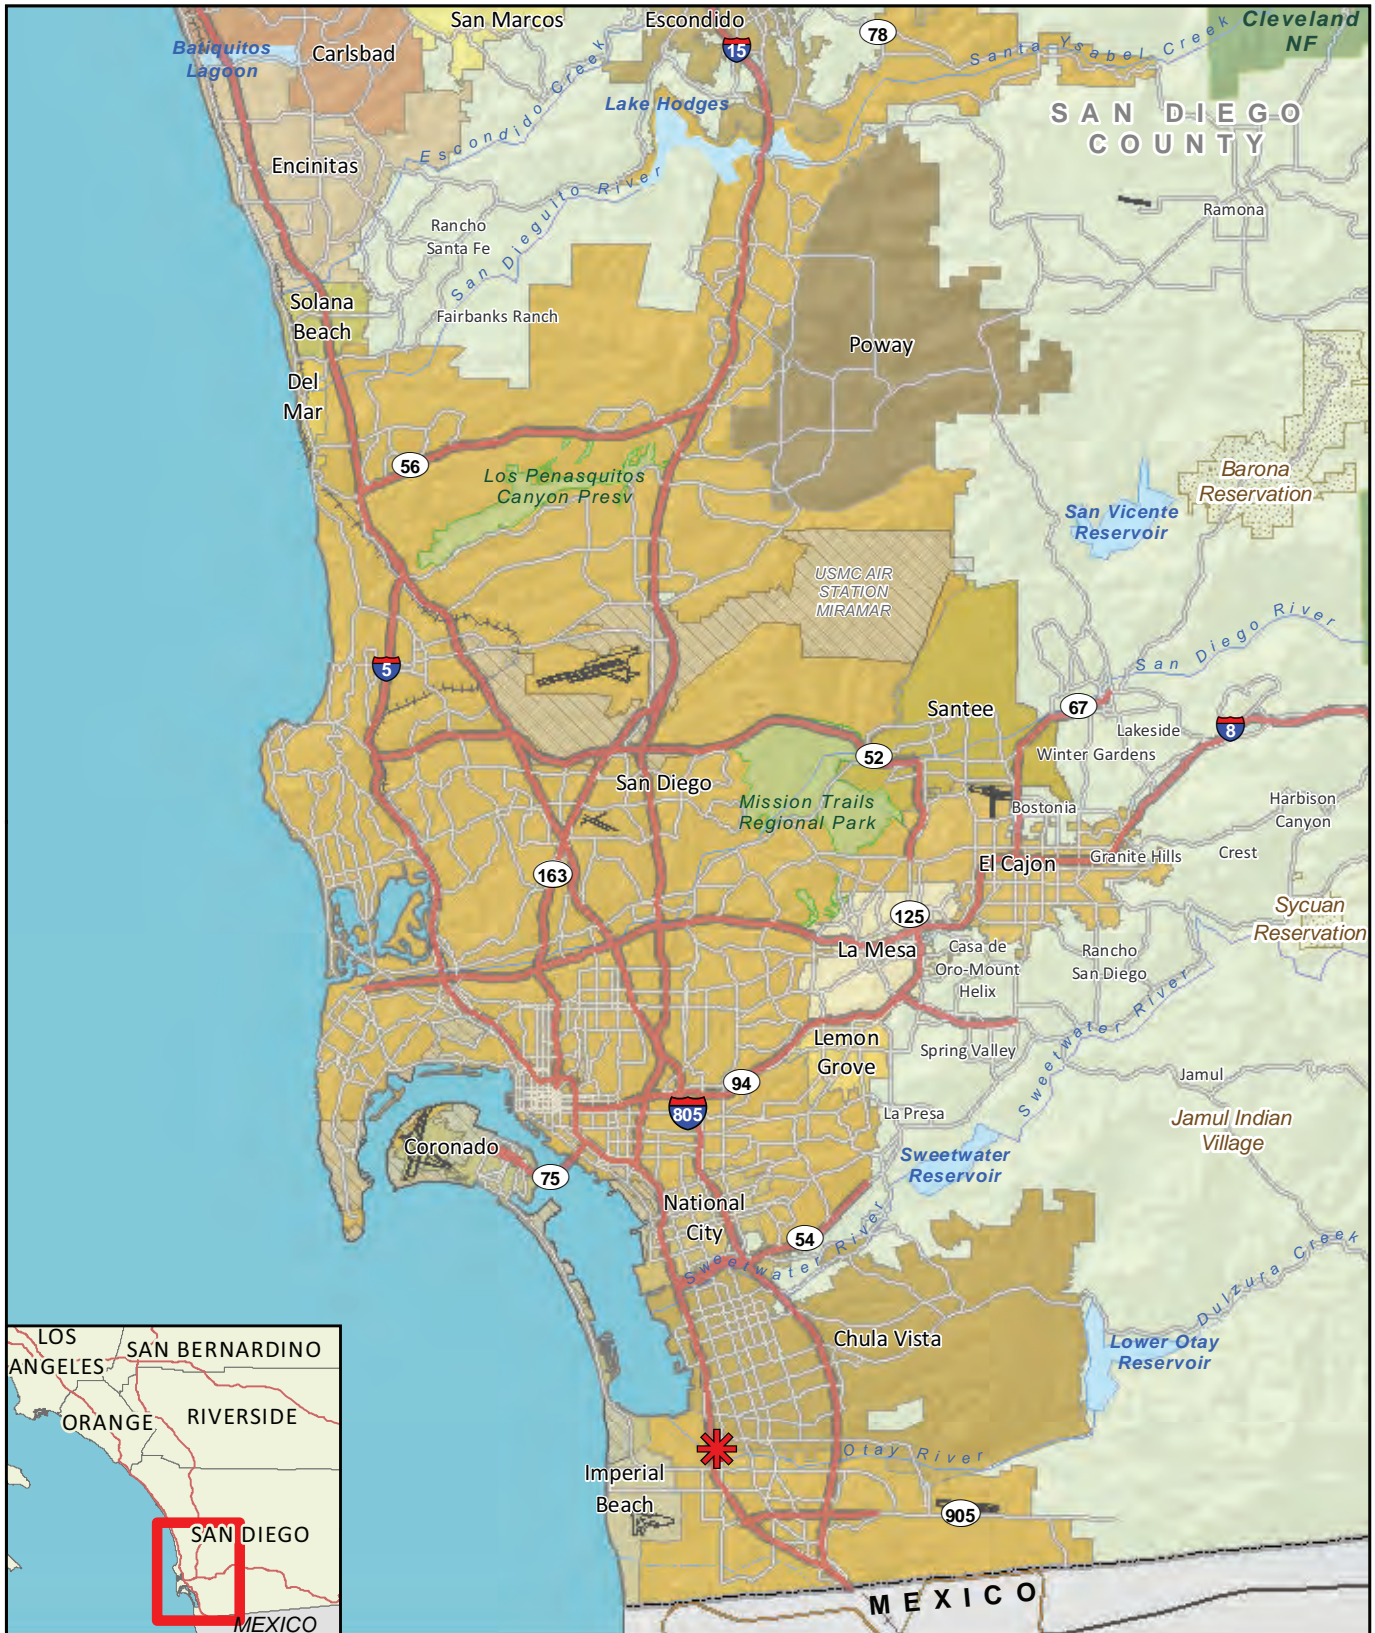 San Marcos
Escondido
78
Cleveland
NF
Batiquitos
Lagoon
Carlsbad
15
Santa Ysabel Creek
Escondido Creek
Lake Hodges
SAN DIEGO
COUNTY
Encinitas
San Dieguito River
Rancho
Santa Fe
Ramona
Solana
Beach
Fairbanks Ranch
Poway
Del
Mar
56
Los Penasquitos
Canyon Presv
Barona
Reservation
San Vicente
Reservoir
USMC AIR
STATION
MIRAMAR
San Diego River
5
Santee
67
Lakeside
8
Winter Gardens
52
San Diego
Mission Trails
Regional Park
Bostonia
Harbison
Canyon
El Cajon
Granite Hills
Crest
163
125
Sycuan
Reservation
La Mesa
Casa de
Oro-Mount
Helix
Rancho
San Diego
Sweetwater River
Lemon
Grove
Spring Valley
94
Jamul
805
La Presa
Jamul Indian
Village
Coronado
75
Sweetwater
Reservoir
National
City
54
Sweetwater River
Dulzura Creek
Chula Vista
Lower Otay
Reservoir
Otay River
Imperial
Beach
905
MEXICO
LOS
ANGELES
SAN BERNARDINO
ORANGE
RIVERSIDE
SAN DIEGO
MEXICO